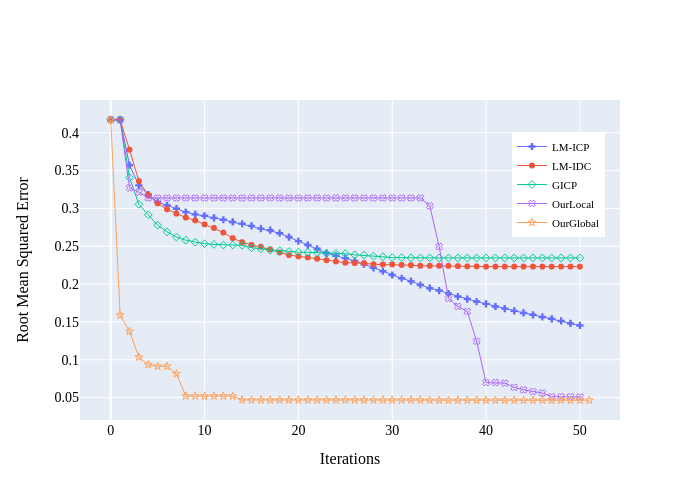 0.4
0.35
0.3
0.25
0.2
0.15
0.1
0.05
0
10
20
30
40
50
Iterations
Root Mean Squared Error
LM-ICP
LM-IDC
GICP
OurLocal
OurGlobal